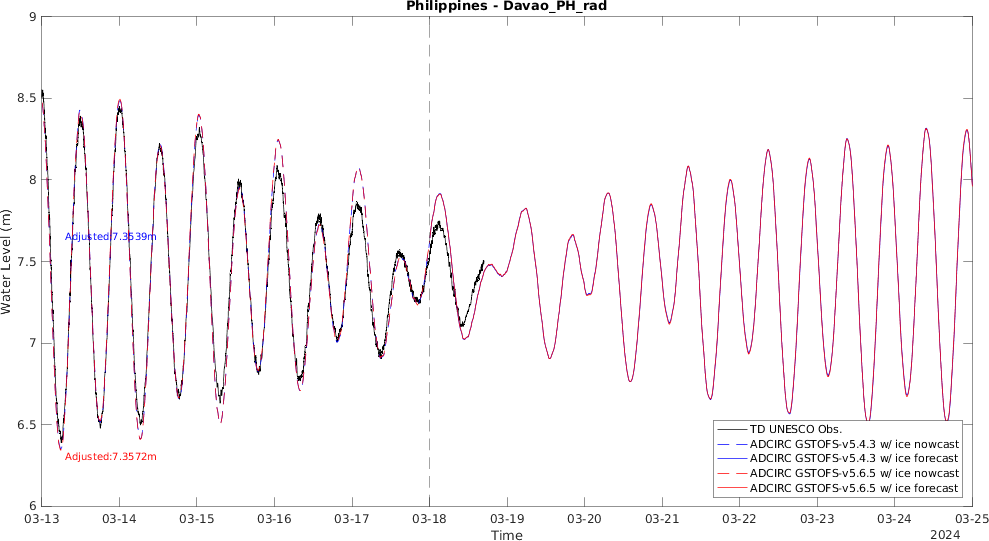 Philippines - Davao_PH_rad
Water Level (m)
9
8.5
8
7.5
7
6.5
6
Adjusted:7.3539m
Adjusted:7.3572m
TD UNESCO Obs.
ADCIRC GSTOFS-v5.4.3 w/ ice nowcast
ADCIRC GSTOFS-v5.4.3 w/ ice forecast
ADCIRC GSTOFS-v5.6.5 w/ ice nowcast
ADCIRC GSTOFS-v5.6.5 w/ ice forecast
03-13 03-14 03-15 03-16 03-17 03-18 03-19 03-20 03-21 03-22 03-23 03-24 03-25
Time
2024